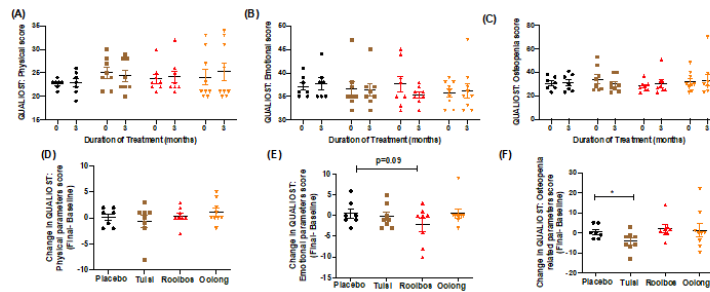 (A)
QUALIOST: Physical score
35
30
25
20
15
0 3 0 3 0 3 0 3
Duration of Treatment (months)
(B)
QUALIOST: Emotional score
55
50
45
40
35
30
0 3 0 3 0 3 0 3
Duration of Treatment (months)
(C)
QUALIOST: Osteopenia score
80
60
40
20
0
0 3 0 3 0 3 0 3
Duration of Treatment (months)
(D)
Change in QUALIOST:
Physical parameters score
(Final- Baseline)
10
5
0
-5
-10
Placebo Tulsi Rooibos Oolong
(E)
Change in QUALIOST:
Emotional parameters score
(Final- Baseline)
p=0.09
10
5
0
-5
-10
-15
Placebo Tulsi Rooibos Oolong
(F)
Change in QUALIOST: Osteopenia
related parameters score
(Final- Baseline)
*
20
10
0
-10
-20
Placebo Tulsi Rooibos Oolong